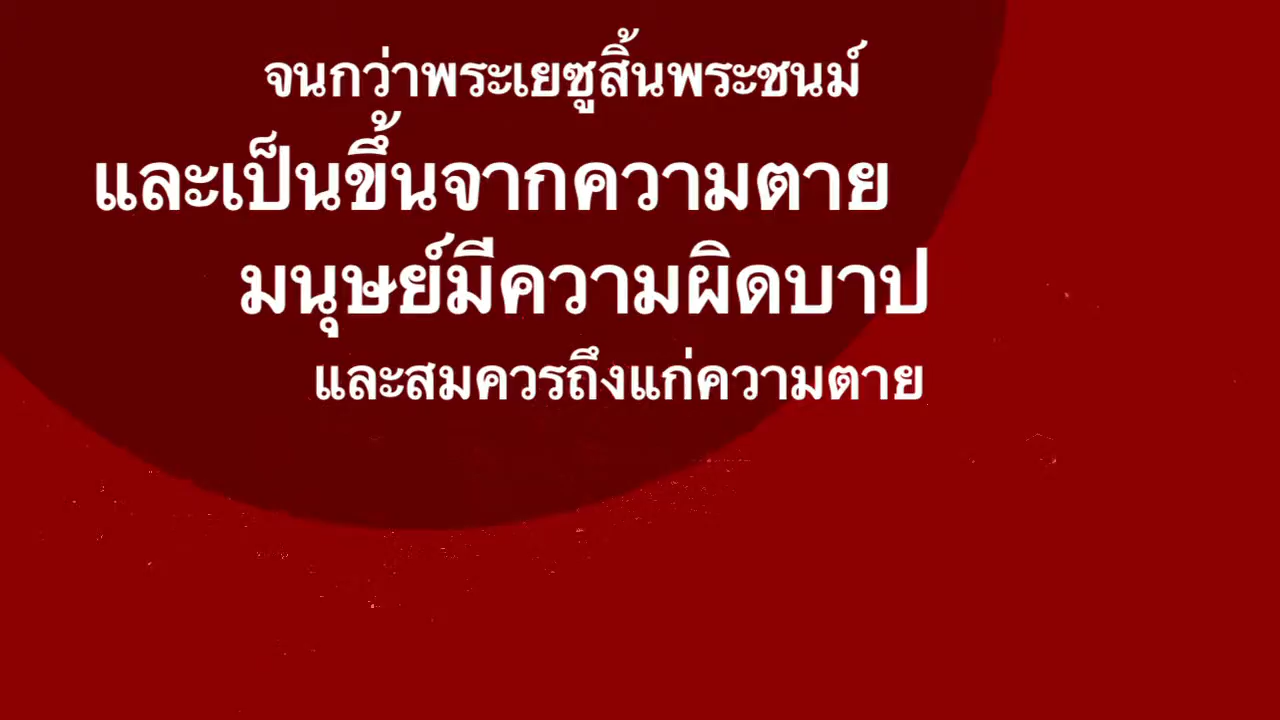 จนกว่าพระเยซูสิ้นพระชนม์
และเป็นขึ้นจากความตาย
มนุษย์มีความผิดบาป
และสมควรถึงแก่ความตาย